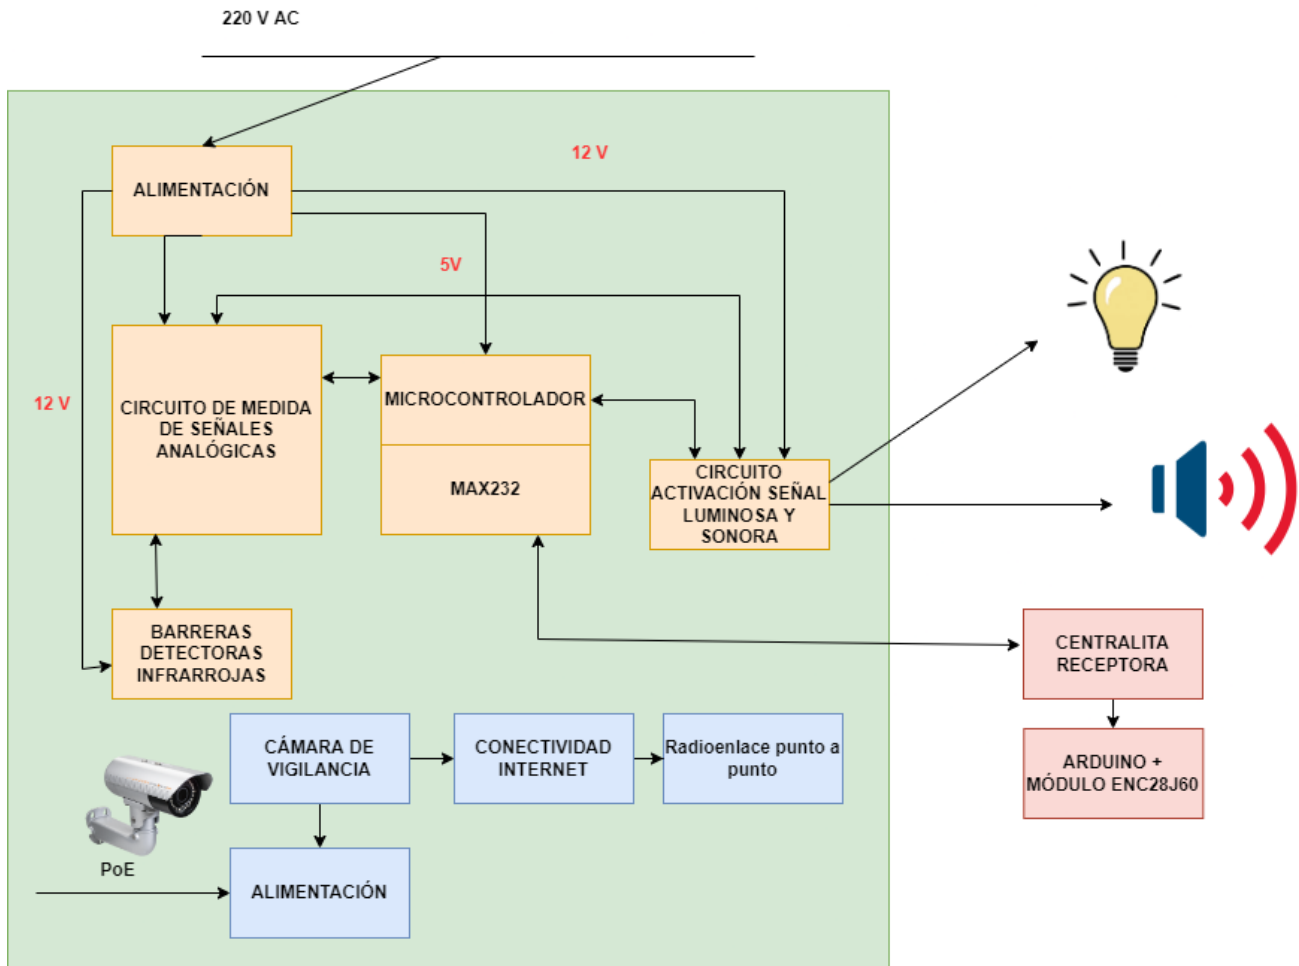 220 V AC
12 V
ALIMENTACIÓN
5V
12 V
CIRCUITO DE MEDIDA
DE SEÑALES
ANALÓGICAS
MICROCONTROLADOR
MAX232
CIRCUITO
ACTIVACIÓN SEÑAL
LUMINOSA Y
SONORA
BARRERAS
DETECTORAS
INFRARROJAS
CENTRALITA
RECEPTORA
CÁMARA DE
VIGILANCIA
CONECTIVIDAD
INTERNET
Radioenlace punto a
punto
ARDUINO +
MÓDULO ENC28J60
PoE
ALIMENTACIÓN